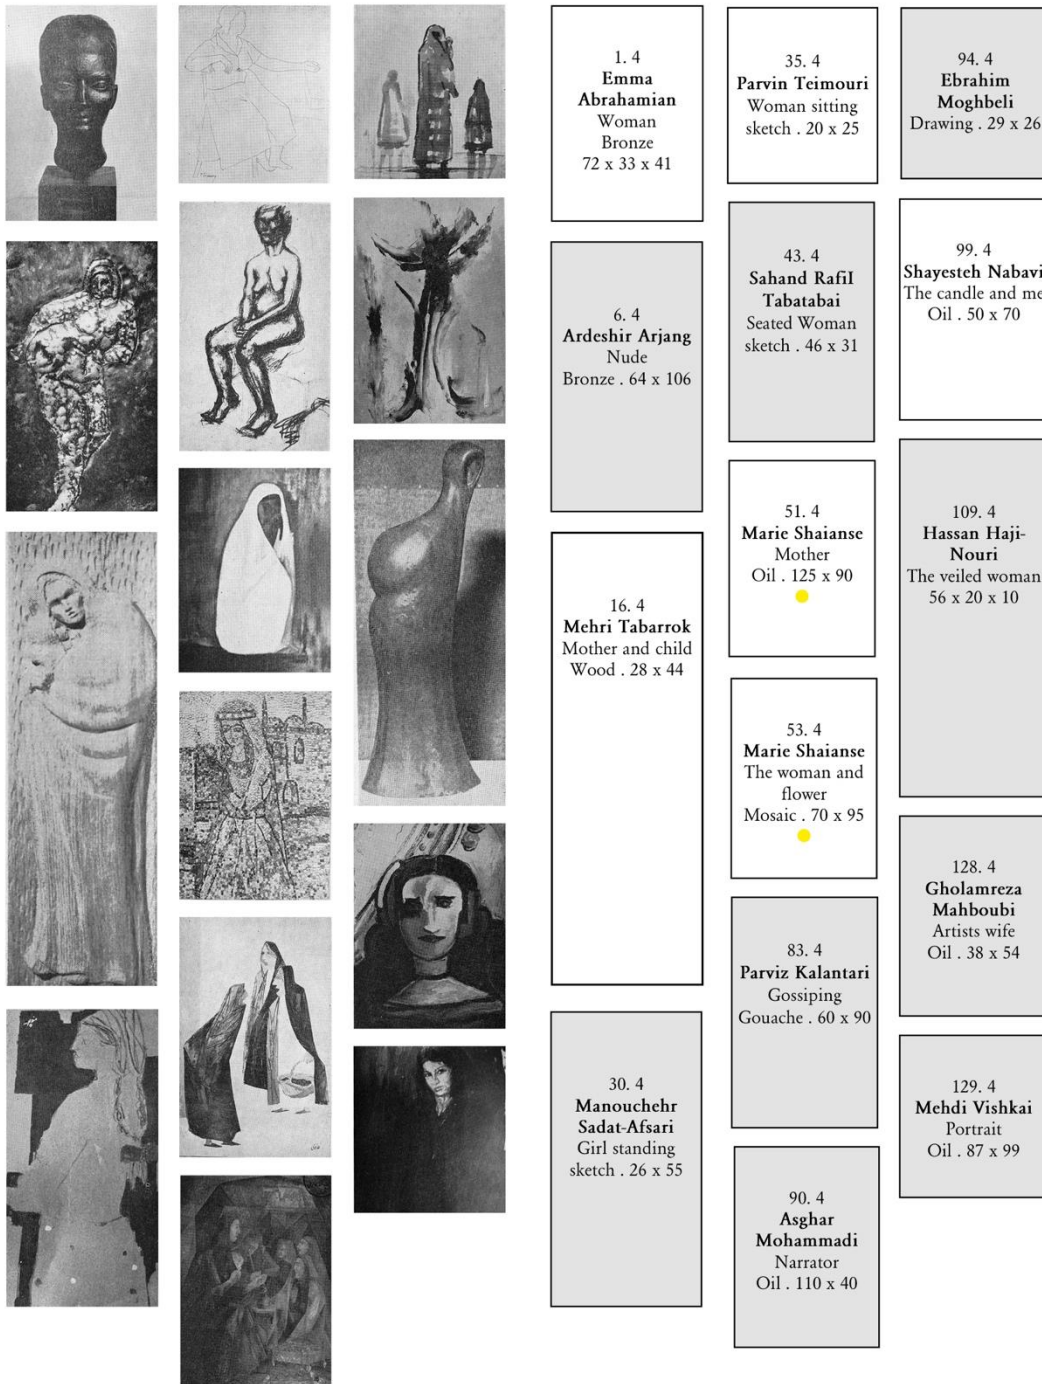 1. 4
Emma
Abrahamian
Woman
Bronze
72 x 33 x 41
6. 4
Ardeshir Arjang
Nude
Bronze . 64 x 106
16. 4
Mehri Tabarrok
Mother and child
Wood . 28 x 44
30. 4
Manouchehr
Sadat-Afsari
Girl standing
sketch . 26 x 55
35. 4
Parvin Teimouri
Woman sitting
sketch . 20 x 25
43. 4
Sahand RafiI
Tabatabai
Seated Woman
sketch . 46 x 31
51. 4
Marie Shaianse
Mother
Oil . 125 x 90
53. 4
Marie Shaianse
The woman and
flower
Mosaic . 70 x 95
83. 4
Parviz Kalantari
Gossiping
Gouache . 60 x 90
90. 4
Asghar
Mohammadi
Narrator
Oil . 110 x 40
94. 4
Ebrahim
Moghbeli
Drawing . 29 x 26
99. 4
Shayesteh Nabavi
The candle and me
Oil . 50 x 70
109. 4
Hassan Haji-
Nouri
The veiled woman
56 x 20 x 10
128. 4
Gholamreza
Mahboubi
Artists wife
Oil . 38 x 54
129. 4
Mehdi Vishkai
Portrait
Oil . 87 x 99